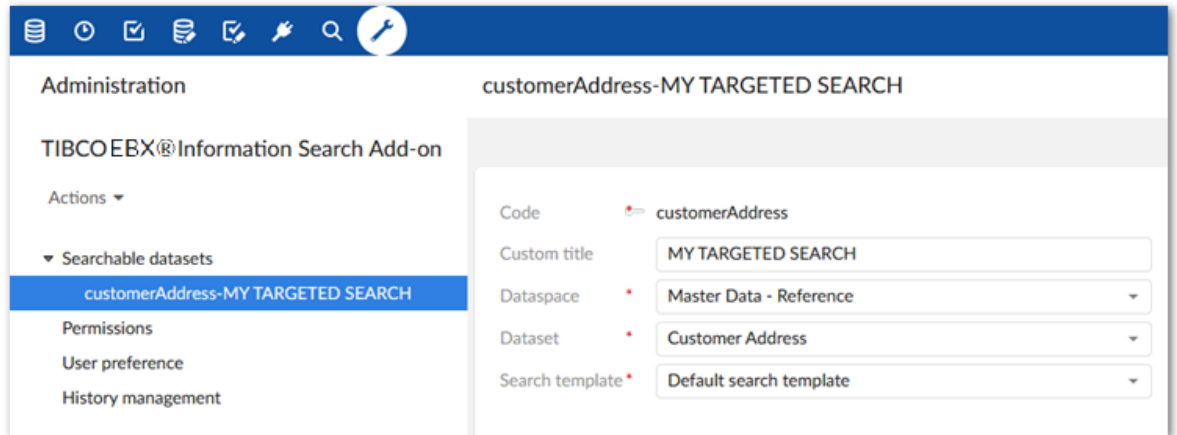 Administration
customerAddress-MY TARGETED SEARCH
TIBCO EBX® Information Search Add-on
Actions
Searchable datasets
customerAddress-MY TARGETED SEARCH
Permissions
User preference
History management
Code * customerAddress
Custom title MY TARGETED SEARCH
Dataspace * Master Data - Reference
Dataset * Customer Address
Search template * Default search template